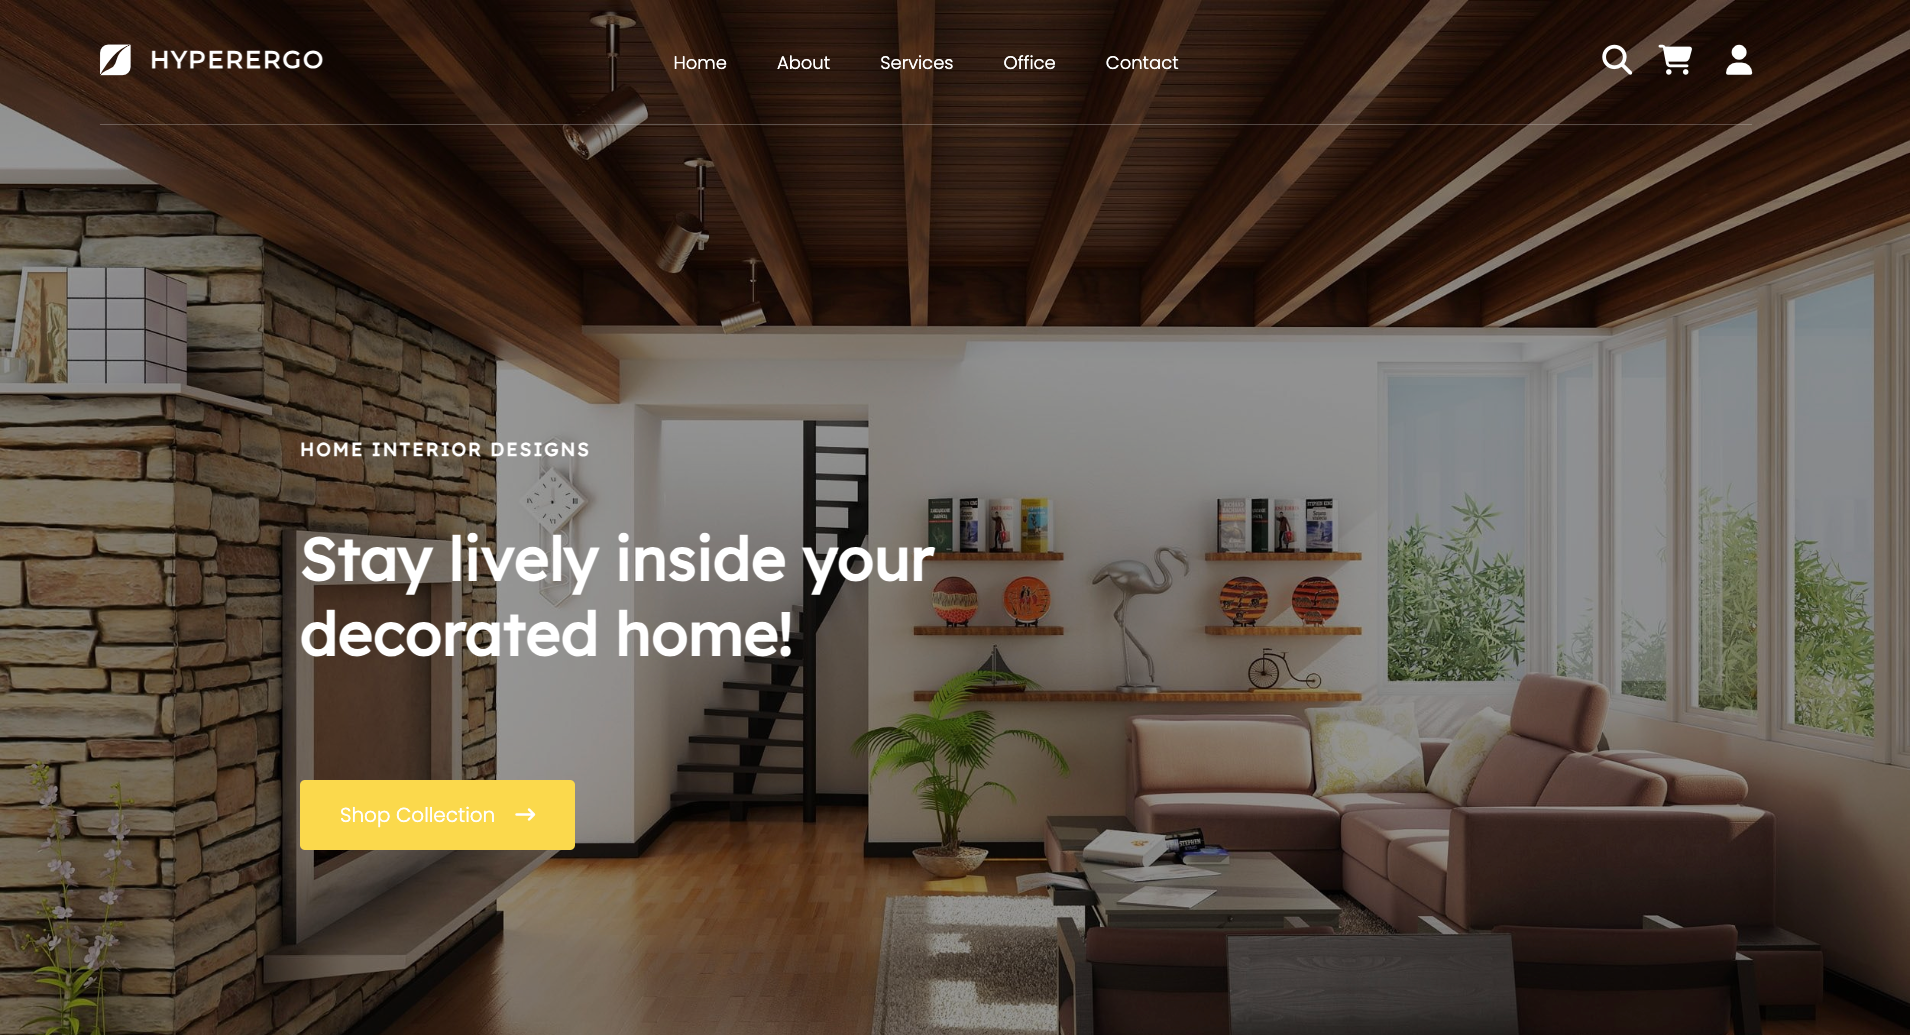 HYPERERGO
Home
About
Services
Office
Contact
HOME INTERIOR DESIGNS
Stay lively inside your
decorated home!
Shop Collection